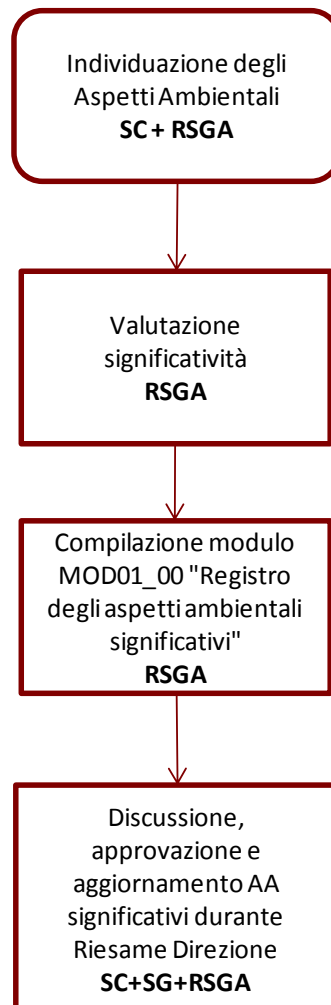 Individuazione degli
Aspetti Ambientali
SC + RSGA
Valutazione
significatività
RSGA
Compilazione modulo
MOD01_00 "Registro
degli aspetti ambientali
significativi"
RSGA
Discussione,
approvazione e
aggiornamento AA
significativi durante
Riesame Direzione
SC+SG+RSGA